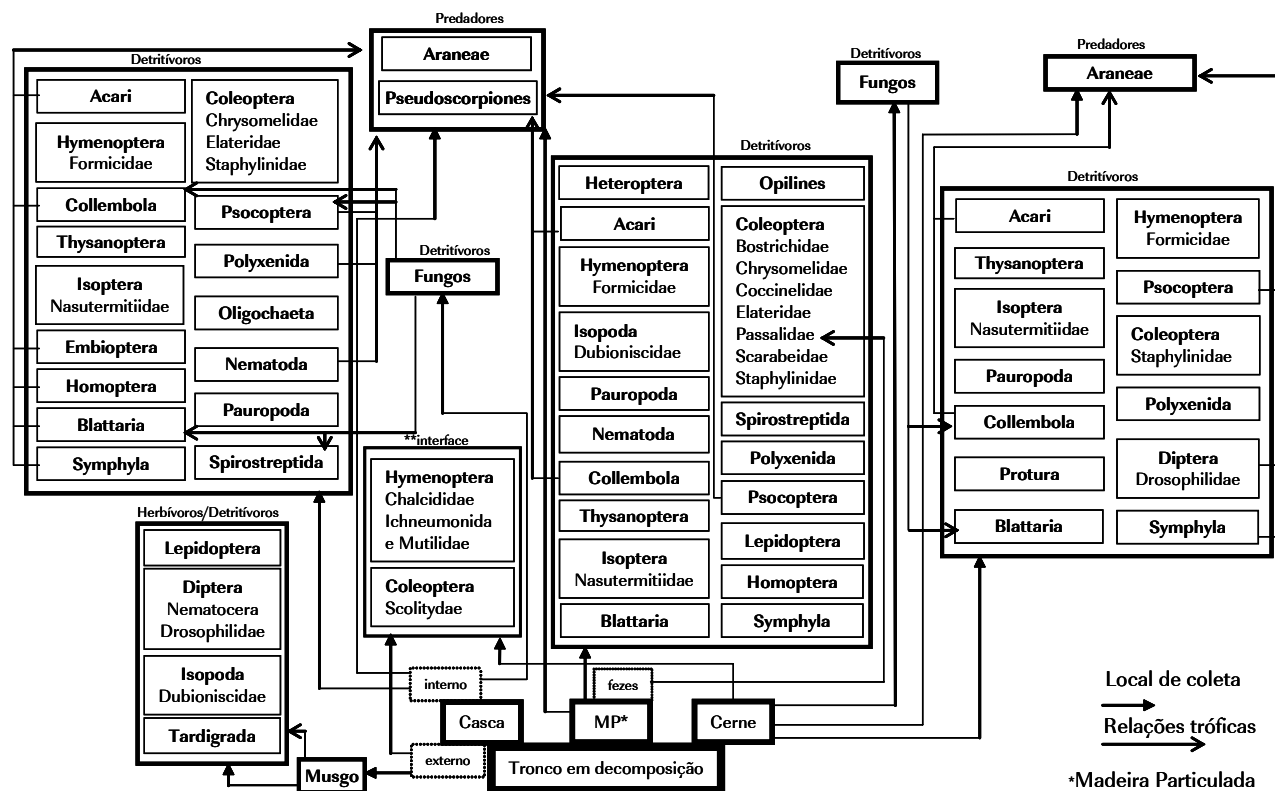 Predadores
Araneae
Pseudoscorpiones
Detritívoros
Acari
Hymenoptera
Formicidae
Collembola
Thysanoptera
Isoptera
Nasutermitiidae
Embioptera
Homoptera
Blattaria
Symphyla
Coleoptera
Chrysomelidae
Elateridae
Staphylinidae
Psocoptera
Polyxenida
Oligochaeta
Nematoda
Pauropoda
Spirostreptida
Detritívoros
Fungos
**interface
Hymenoptera
Chalcididae
Ichneumonida
e Mutilidae
Coleoptera
Scolitydae
Herbívoros/Detritívoros
Lepidoptera
Diptera
Nematocera
Drosophilidae
Isopoda
Dubioniscidae
Tardigrada
Detritívoros
Heteroptera
Acari
Hymenoptera
Formicidae
Isopoda
Dubioniscidae
Pauropoda
Nematoda
Collembola
Thysanoptera
Isoptera
Nasutermitiidae
Blattaria
Opilines
Coleoptera
Bostrichidae
Chrysomelidae
Coccinelidae
Elateridae
Passalidae
Scarabeidae
Staphylinidae
Spirostreptida
Polyxenida
Psocoptera
Lepidoptera
Homoptera
Symphyla
Detritívoros
Fungos
Predadores
Araneae
Detritívoros
Acari
Thysanoptera
Isoptera
Nasutermitiidae
Pauropoda
Collembola
Protura
Blattaria
Hymenoptera
Formicidae
Psocoptera
Coleoptera
Staphylinidae
Polyxenida
Diptera
Drosophilidae
Symphyla
interno
fezes
Casca
MP*
Cerne
externo
Musgo
Tronco em decomposição
Local de coleta
Relações tróficas
*Madeira Particulada